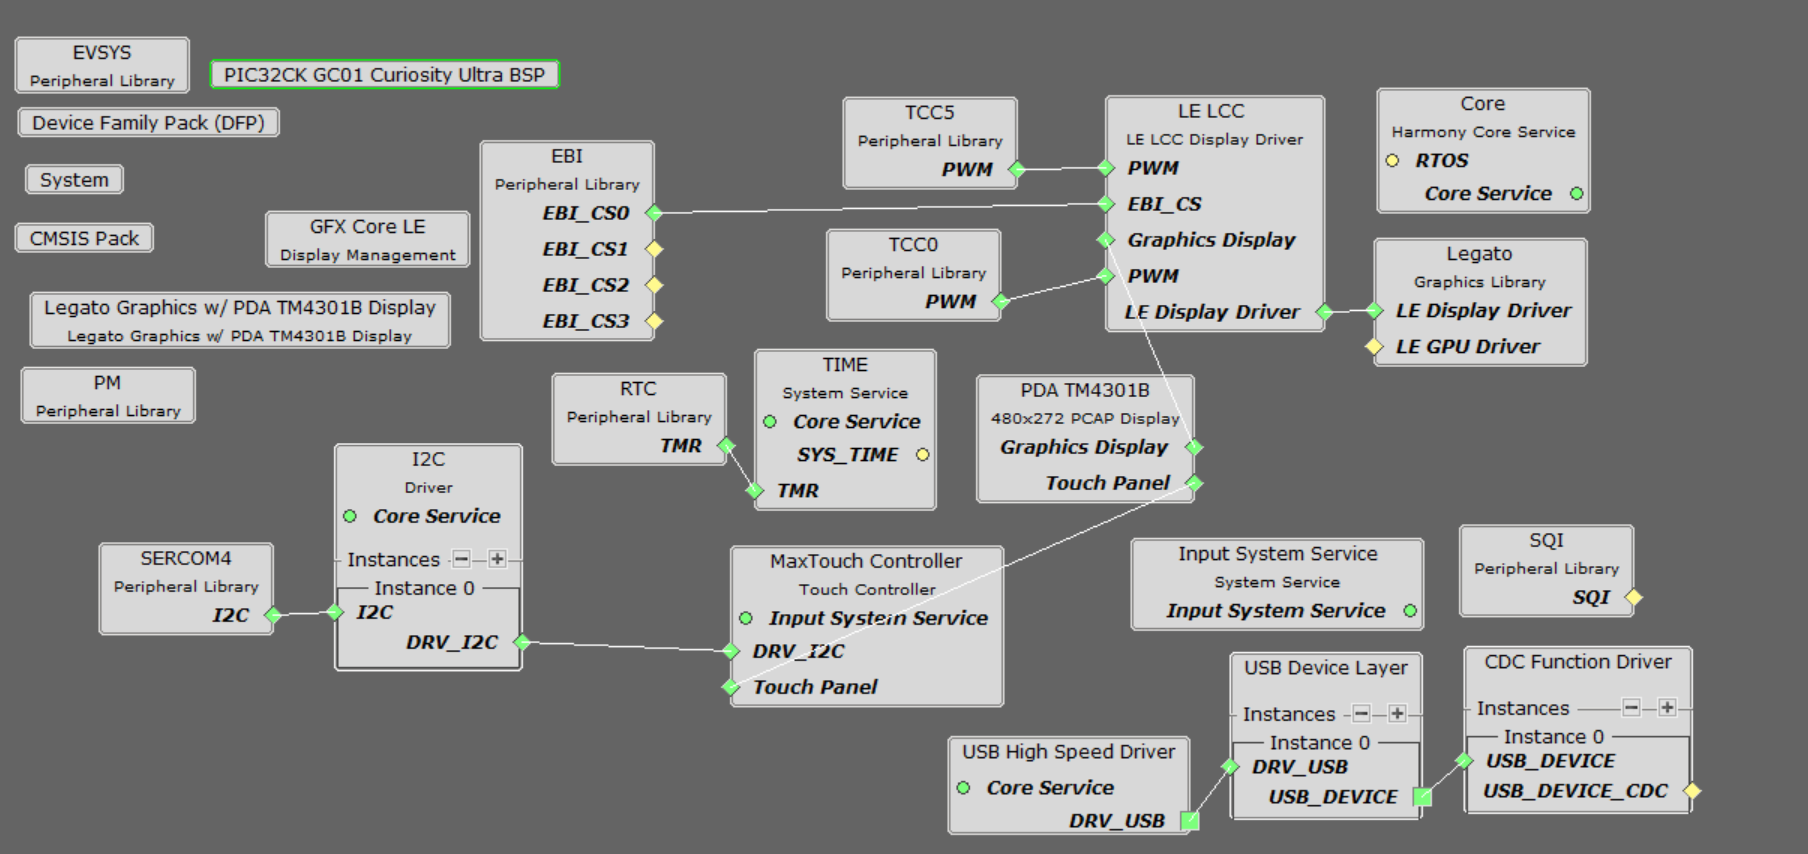 EVSYS
Peripheral Library
PIC32CK GC01 Curiosity Ultra BSP
Device Family Pack (DFP)
System
CMSIS Pack
GFX Core LE
Display Management
Legato Graphics w/ PDA TM4301B Display
Legato Graphics w/ PDA TM4301B Display
PM
Peripheral Library
EBI
Peripheral Library
EBI_CS0
EBI_CS1
EBI_CS2
EBI_CS3
TCC5
Peripheral Library
PWM
TCC0
Peripheral Library
PWM
LE LCC
LE LCC Display Driver
PWM
EBI_CS
Graphics Display
PWM
LE Display Driver
Core
Harmony Core Service
RTOS
Core Service
Legato
Graphics Library
LE Display Driver
LE GPU Driver
RTC
Peripheral Library
TMR
TIME
System Service
Core Service
SYS_TIME
TMR
PDA TM4301B
480x272 PCAP Display
Graphics Display
Touch Panel
SERCOM4
Peripheral Library
I2C
I2C
Driver
Core Service
Instances
Instance 0
I2C
DRV_I2C
MaxTouch Controller
Touch Controller
Input System Service
DRV_I2C
Touch Panel
Input System Service
System Service
Input System Service
SQI
Peripheral Library
SQI
USB High Speed Driver
Core Service
DRV_USB
USB Device Layer
Instances
Instance 0
DRV_USB
USB_DEVICE
CDC Function Driver
Instances
Instance 0
USB_DEVICE
USB_DEVICE_CDC